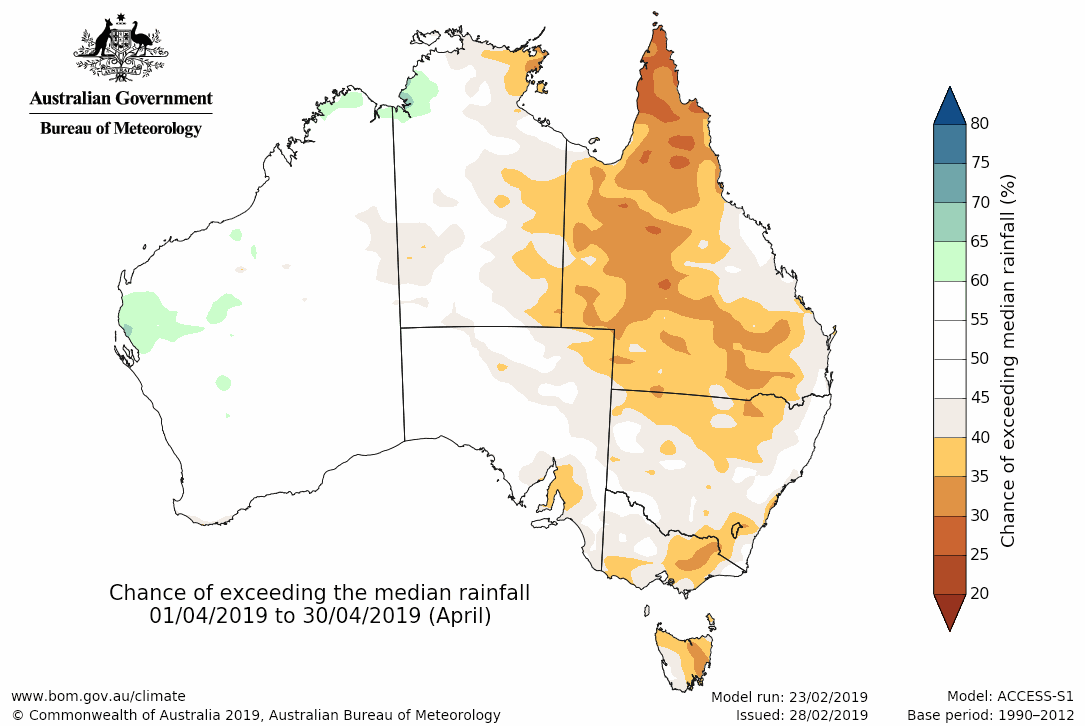 Australian Government
Bureau of Meteorology
80
75
70
65
60
55
50
45
40
35
30
25
20
Chance of exceeding median rainfall (%)
Chance of exceeding the median rainfall
01/04/2019 to 30/04/2019 (April)
www.bom.gov.au/climate
© Commonwealth of Australia 2019, Australian Bureau of Meteorology
Model run: 23/02/2019
Issued: 28/02/2019
Model: ACCESS-S1
Base period: 1990–2012